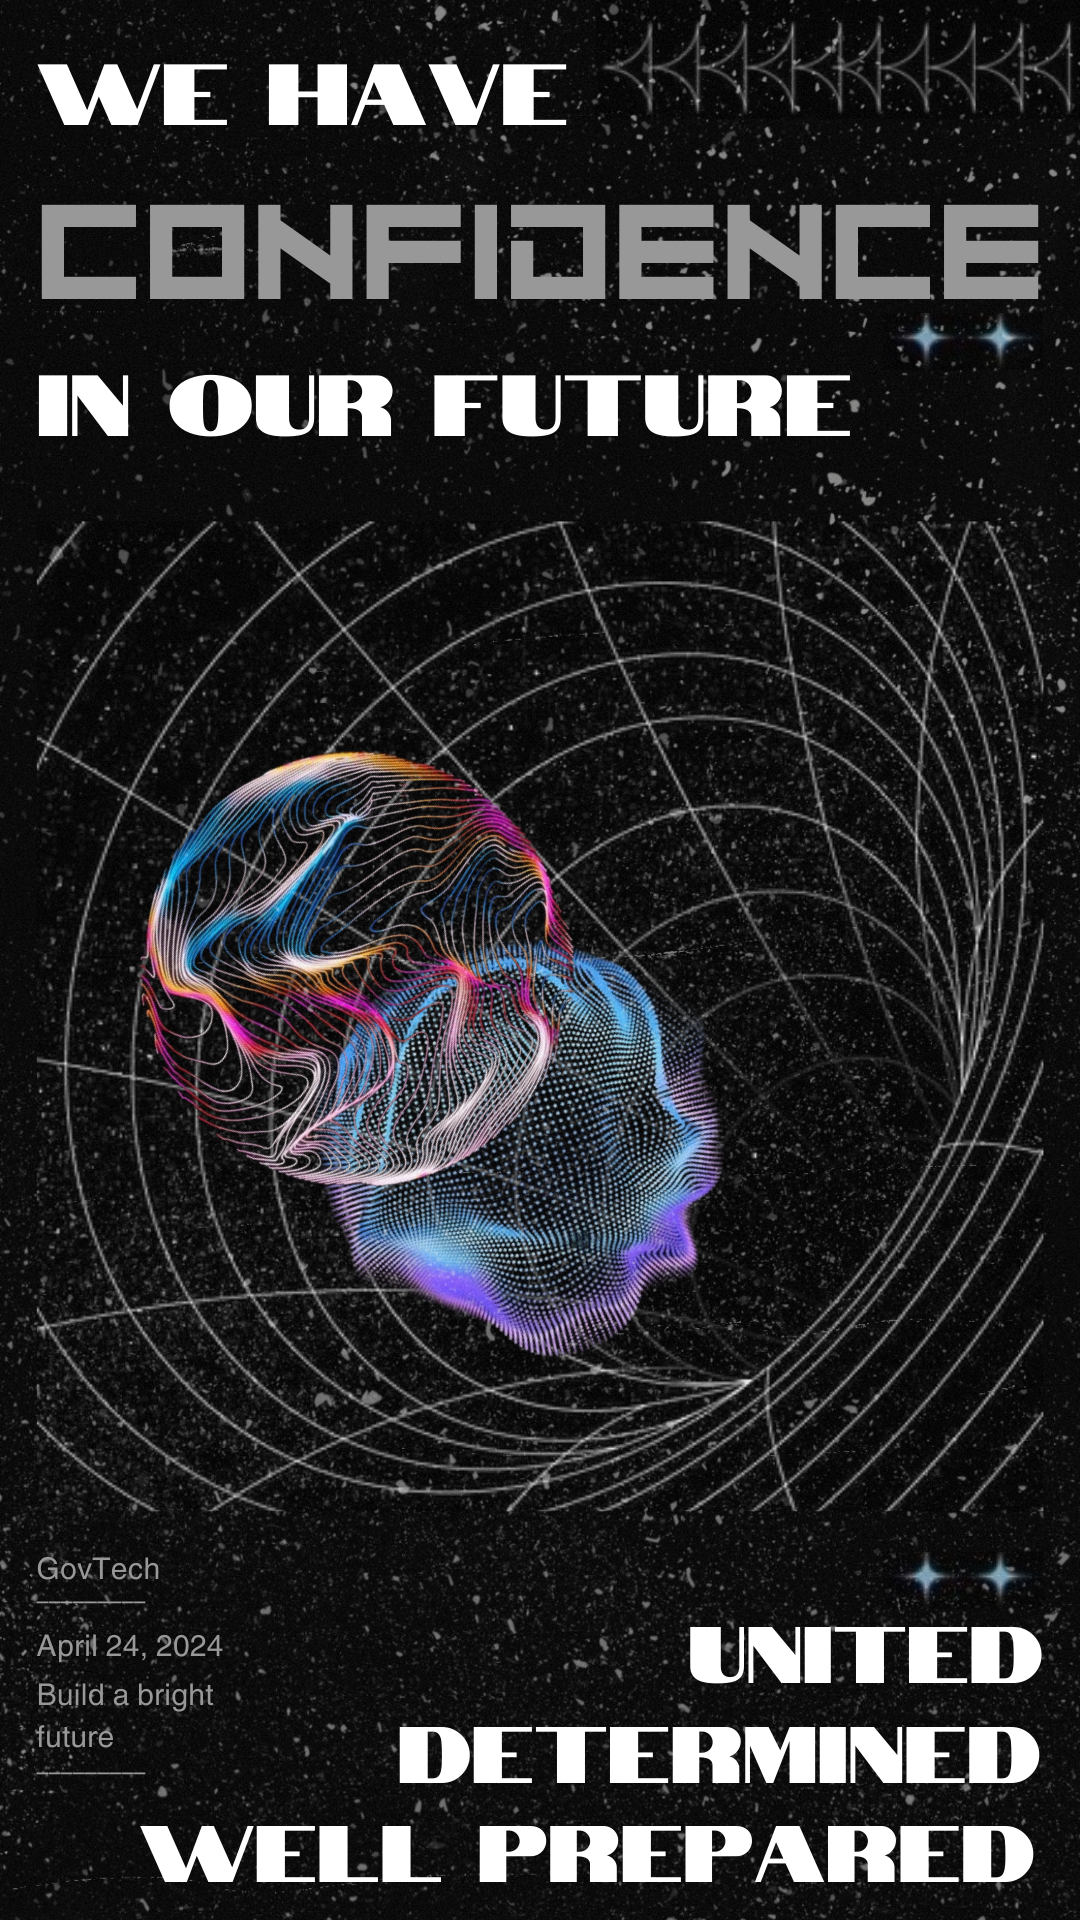 WE HAVE
CONFIDENCE
IN OUR FUTURE
GovTech
April 24, 2024
Build a bright
future
UNITED
DETERMINED
WELL PREPARED